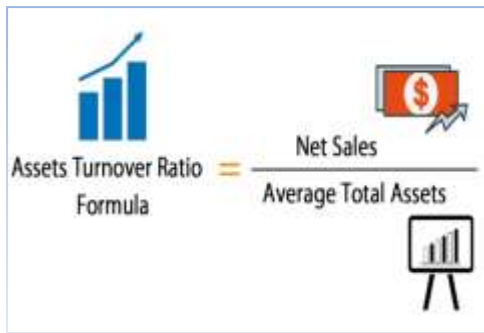 $
Assets Turnover Ratio
Formula
=
Net Sales
Average Total Assets